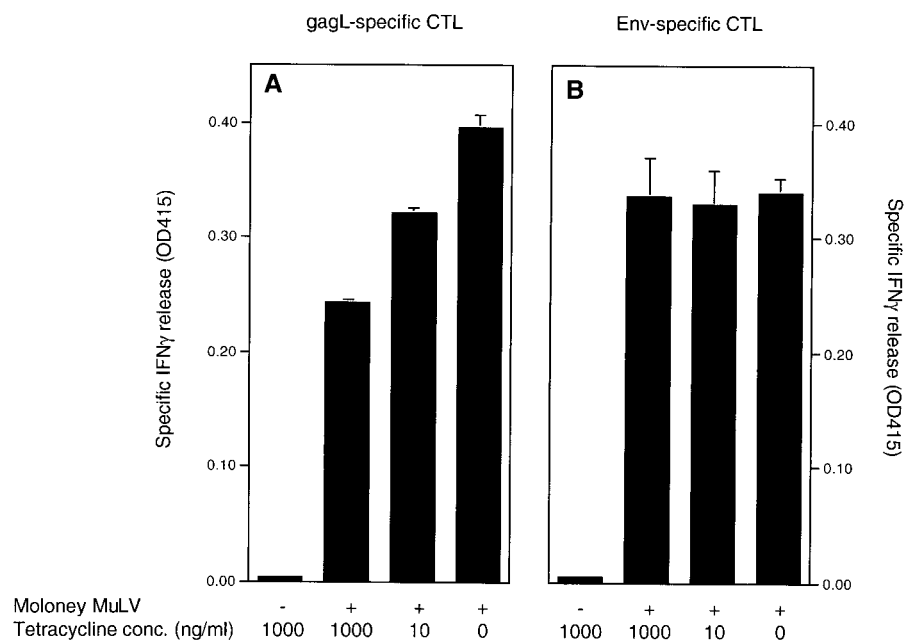 gagL-specific CTL
Env-specific CTL
A
B
0.40
0.30
0.20
0.10
0.00
Specific IFNγ release (OD415)
0.40
0.30
0.20
0.10
0.00
Specific IFNγ release (OD415)
Moloney MuLV - + + + - + + +
Tetracycline conc. (ng/ml) 1000 1000 10 0 1000 1000 10 0